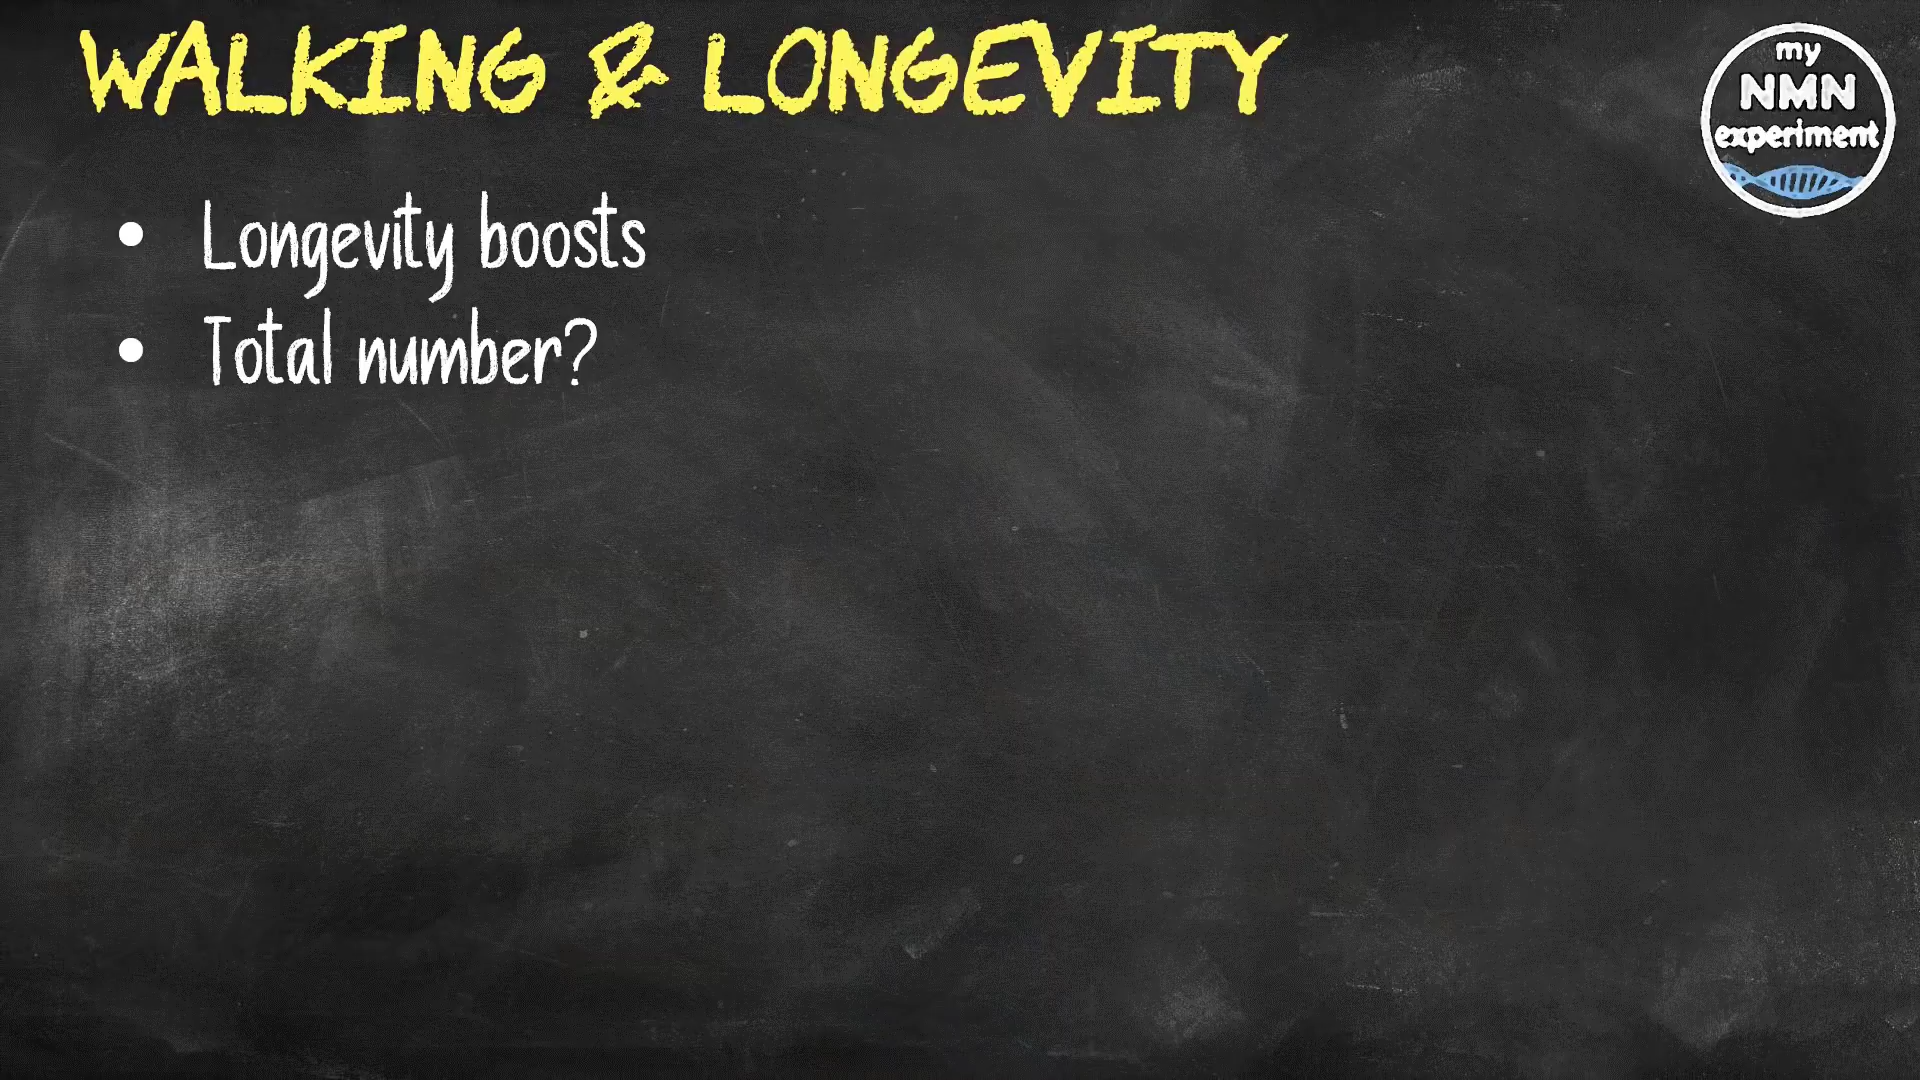 WALKING & LONGEVITY
my
NMN
experiment
• Longevity boosts
• Total number?